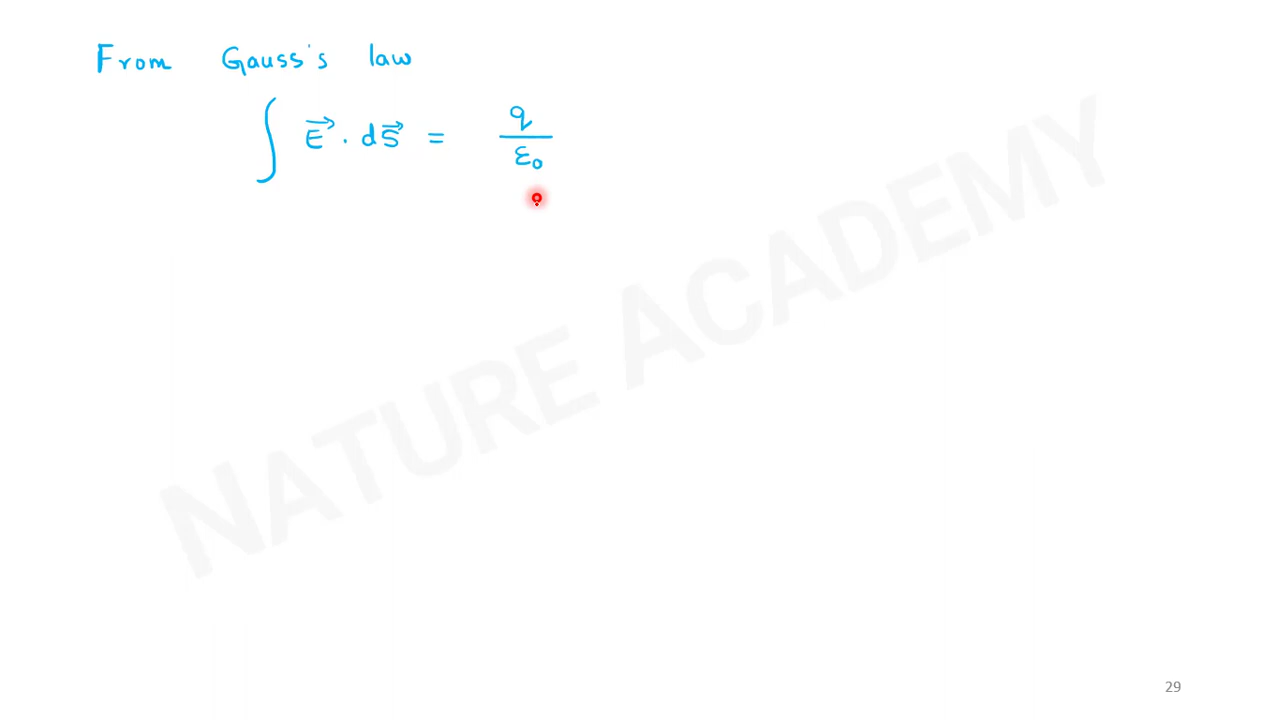 From Gauss's law
∫ E⃗ · dS⃗ = q/ε₀
NATURE ACADEMY
29